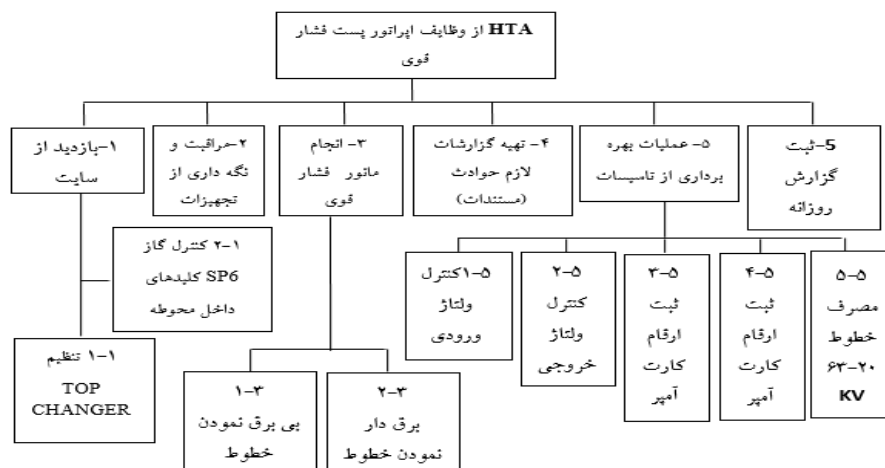 HTA از وظایف اپراتور پست فشار
قوی
۱-بازدید از
سایت
۲-مراقبت و
نگه داری از
تجهیزات
۳- انجام
مانور فشار
قوی
۴- تهیه گزارشات
لازم حوادث
(مستندات)
۵- عملیات بهره
برداری از تاسیسات
5-ثبت
گزارش
روزانه
۲-۱ کنترل گاز
SP6 کلیدهای
داخل محوطه
۱-۱ تنظیم
TOP
CHANGER
۱-۳
بی برق نمودن
خطوط
۲-۳
برق دار
نمودن خطوط
۱-۵کنترل
ولتاژ
ورودی
۲-۵
کنترل
ولتاژ
خروجی
۳-۵
ثبت
ارقام
کارت
آمپر
۴-۵
ثبت
ارقام
کارت
آمپر
۵-۵
مصرف
خطوط
۶۳-۲۰
KV